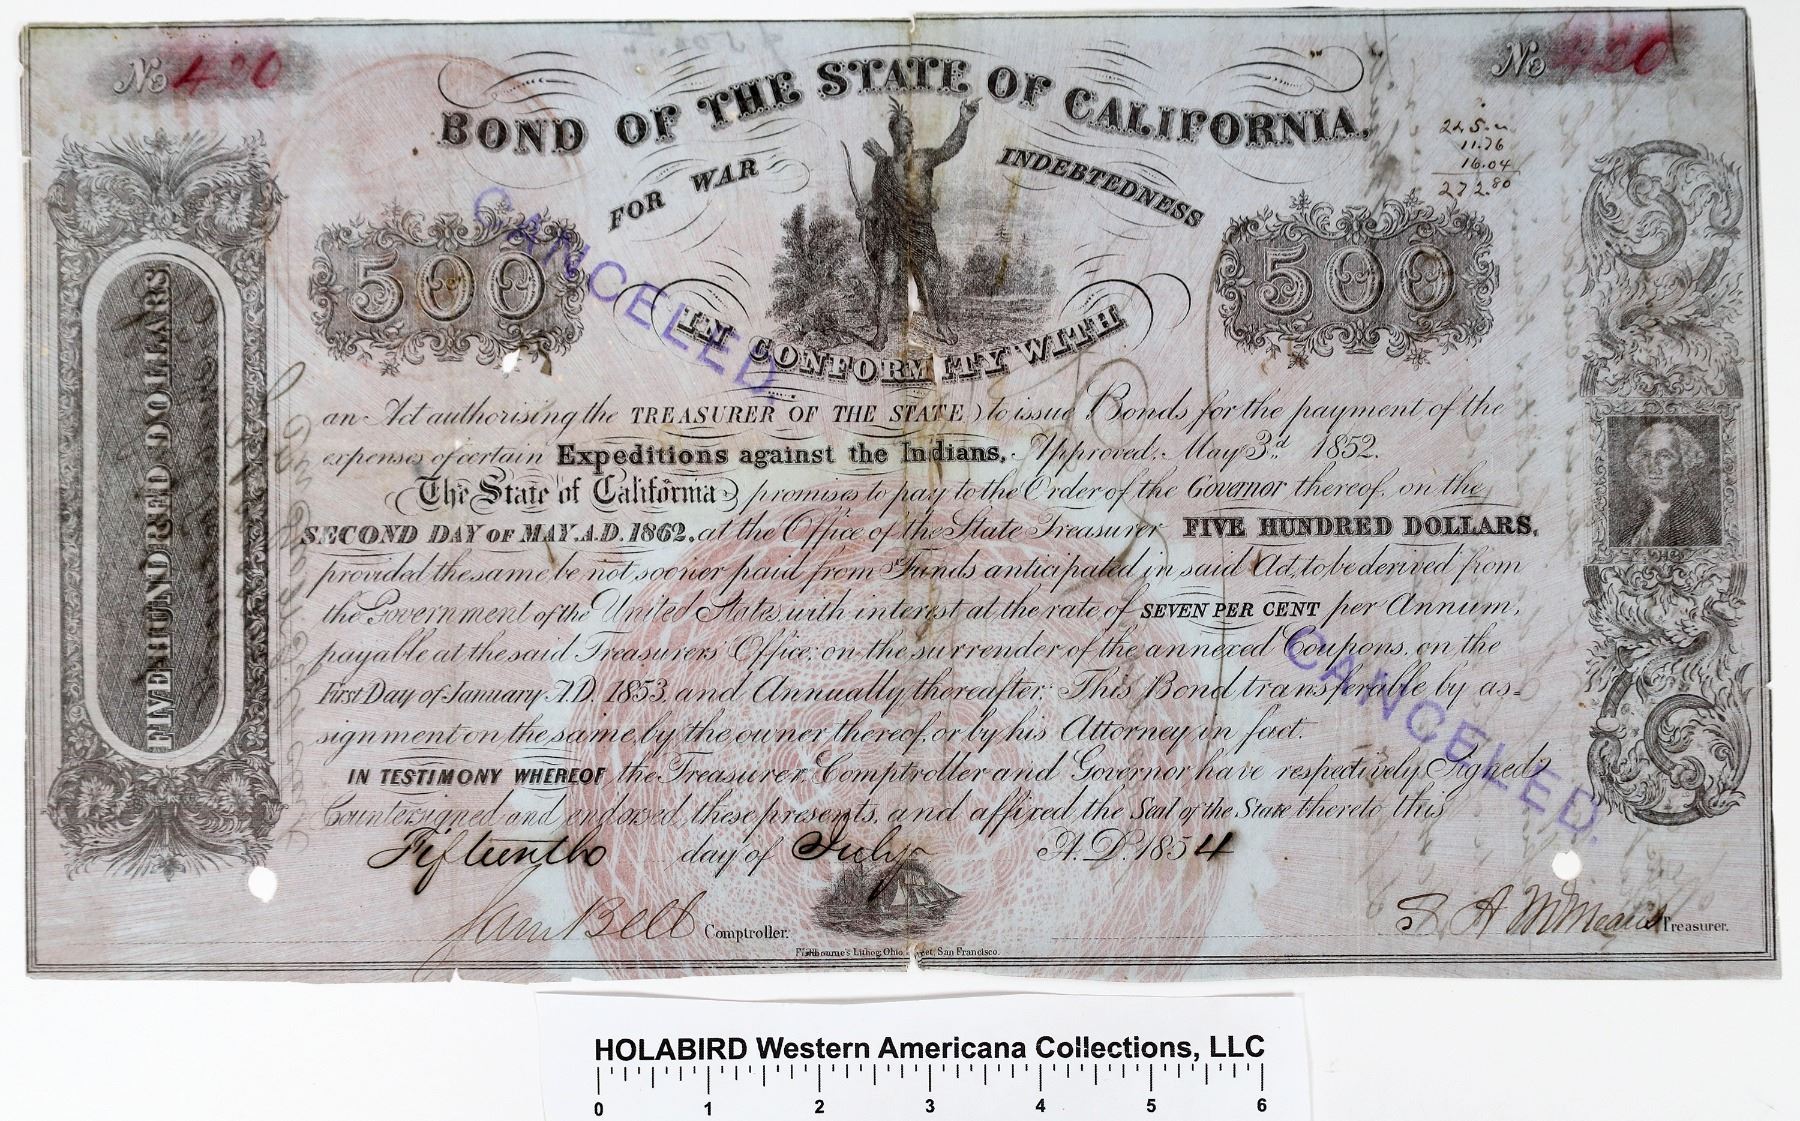 No 420
No 420
BOND OF THE STATE OF CALIFORNIA.
FOR WAR INDEBTEDNESS
22.5.
11.76
16.04
272.80
500
500
FIVE HUNDRED DOLLARS
CANCELED.
IN CONFORMITY WITH
an Act authorising the TREASURER OF THE STATE, to issue Bonds for the payment of the
expenses of certain Expeditions against the Indians, Approved, May 3d 1852.
The State of California promises to pay to the Order of the Governor thereof, on the
SECOND DAY OF MAY. A.D. 1862. at the Office of the State Treasurer FIVE HUNDRED DOLLARS,
provided the same be not sooner paid from Funds anticipated in said Act, to be derived from
the Government of the United States, with interest at the rate of SEVEN PER CENT per Annum,
payable at the said Treasurers' Office; on the surrender of the annexed Coupons, on the
First Day of January A.D. 1853, and Annually thereafter. This Bond transferable by as=
signment on the same, by the owner thereof, or by his Attorney in fact.
CANCELED.
IN TESTIMONY WHEREOF the Treasurer, Comptroller and Governor have respectively Signed
Countersigned and endorsed these presents, and affixed the Seal of the State thereto this
Fifteenth day of July A.D. 1854
Sam Bell Comptroller.
S. A. McMeans Treasurer.
Fishbourne's Lithog. Ohio Street, San Francisco.
HOLABIRD Western Americana Collections, LLC
0 1 2 3 4 5 6